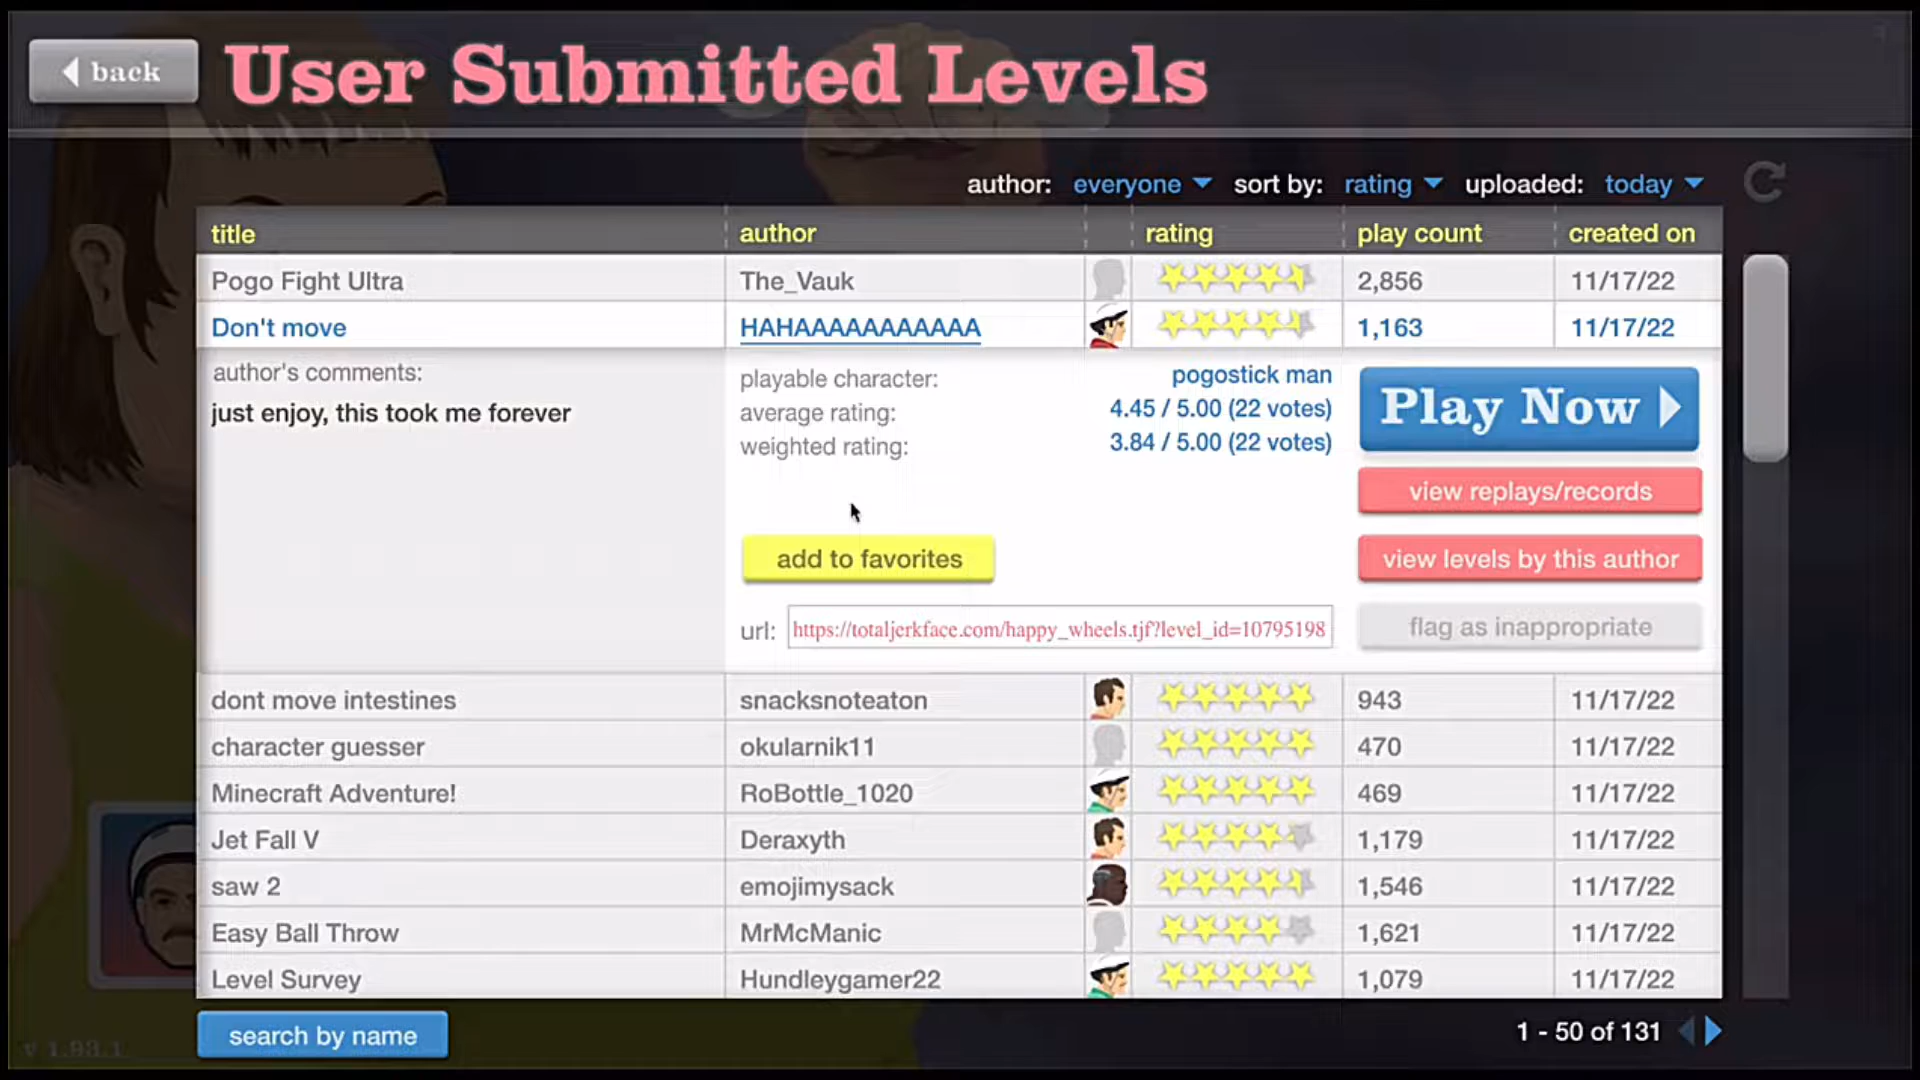 back
User Submitted Levels
author: everyone sort by: rating uploaded: today
title author rating play count created on
Pogo Fight Ultra The_Vauk 2,856 11/17/22
Don't move HAHAAAAAAAAAAA 1,163 11/17/22
author's comments:
just enjoy, this took me forever
playable character: pogostick man
average rating: 4.45 / 5.00 (22 votes)
weighted rating: 3.84 / 5.00 (22 votes)
Play Now
view replays/records
add to favorites
view levels by this author
url: https://totaljerkface.com/happy_wheels.tjf?level_id=10795198
flag as inappropriate
dont move intestines snacksnoteaton 943 11/17/22
character guesser okularnik11 470 11/17/22
Minecraft Adventure! RoBottle_1020 469 11/17/22
Jet Fall V Deraxyth 1,179 11/17/22
saw 2 emojimysack 1,546 11/17/22
Easy Ball Throw MrMcManic 1,621 11/17/22
Level Survey Hundleygamer22 1,079 11/17/22
search by name
1 - 50 of 131
v 1.93.1